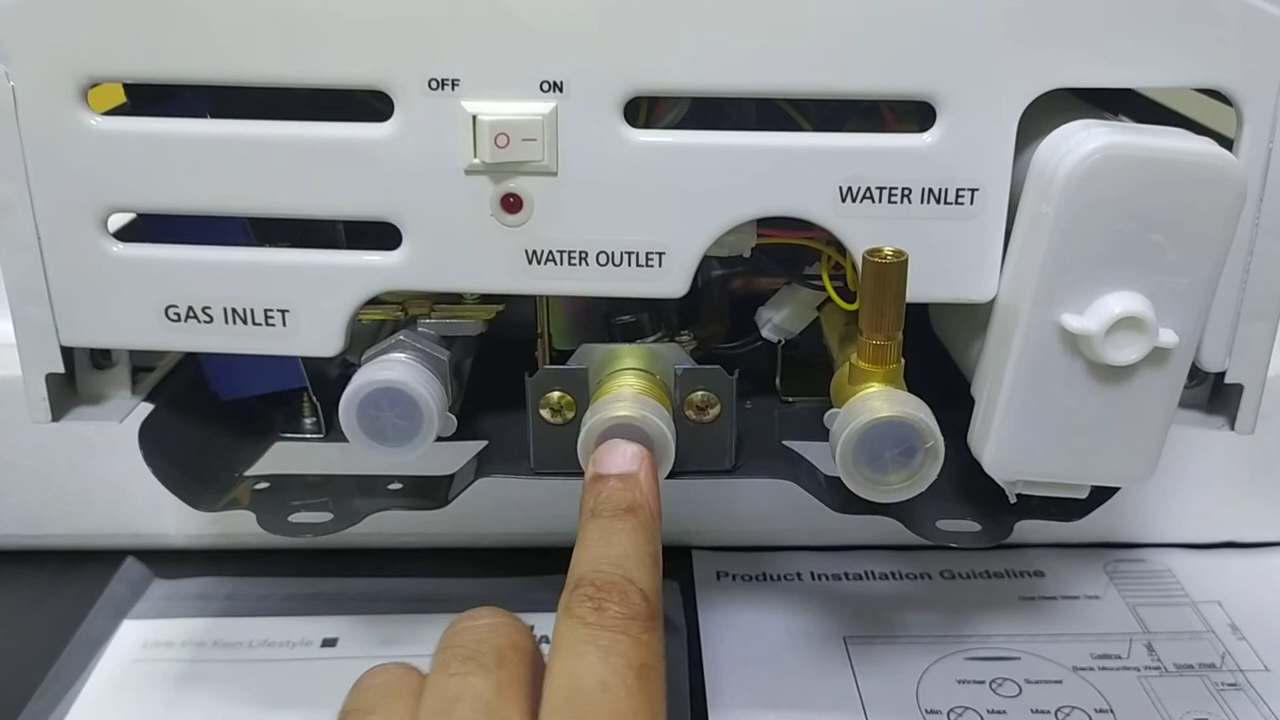 OFF
ON
WATER INLET
WATER OUTLET
GAS INLET
Live the Ken Lifestyle
Product Installation Guideline
Ceiling
Back Mounting Wall
Side Wall
Winter
Summer
Min
Max
Max
Min